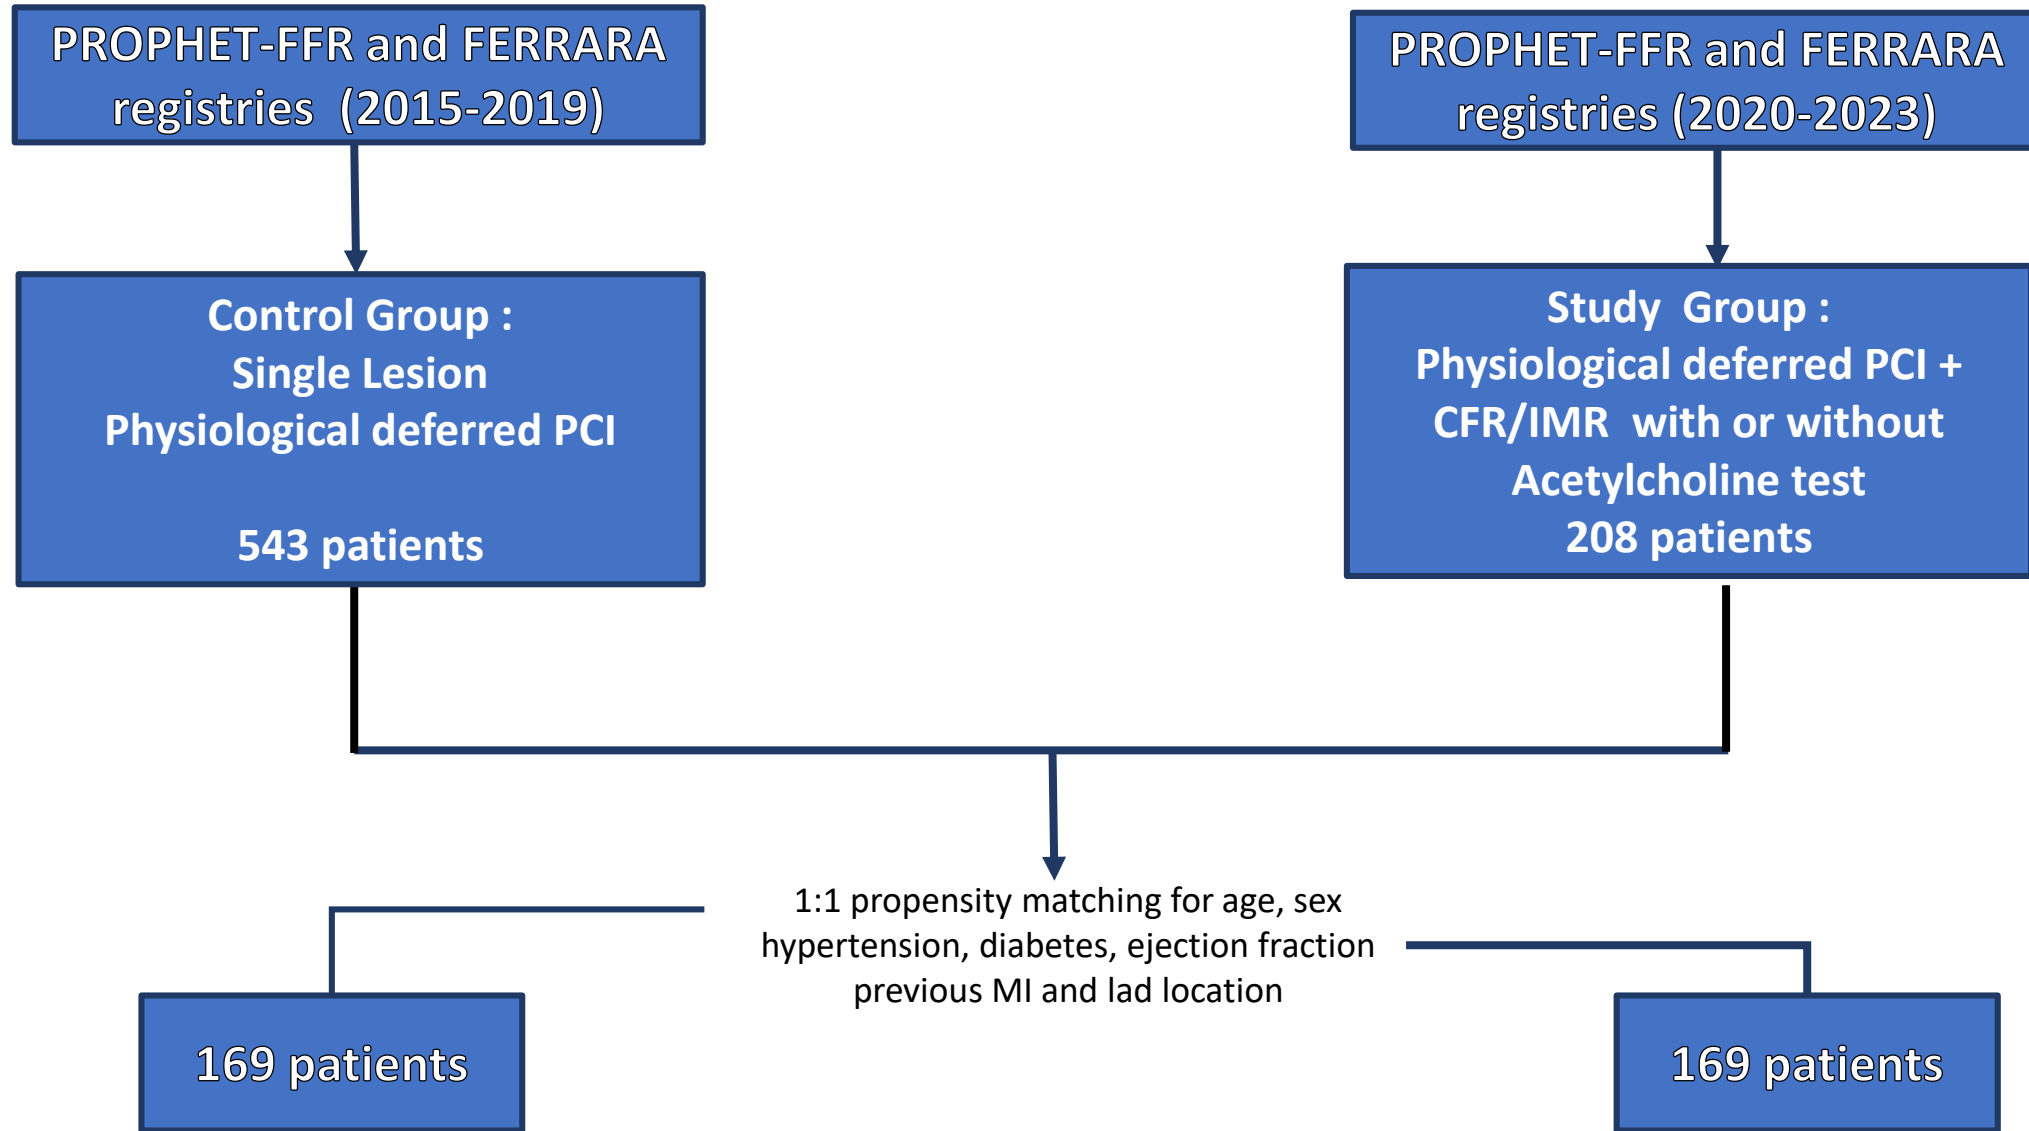 PROPHET-FFR and FERRARA
registries (2015-2019)
PROPHET-FFR and FERRARA
registries (2020-2023)
Control Group :
Single Lesion
Physiological deferred PCI
543 patients
Study Group :
Physiological deferred PCI +
CFR/IMR with or without
Acetylcholine test
208 patients
1:1 propensity matching for age, sex
hypertension, diabetes, ejection fraction
previous MI and lad location
169 patients
169 patients